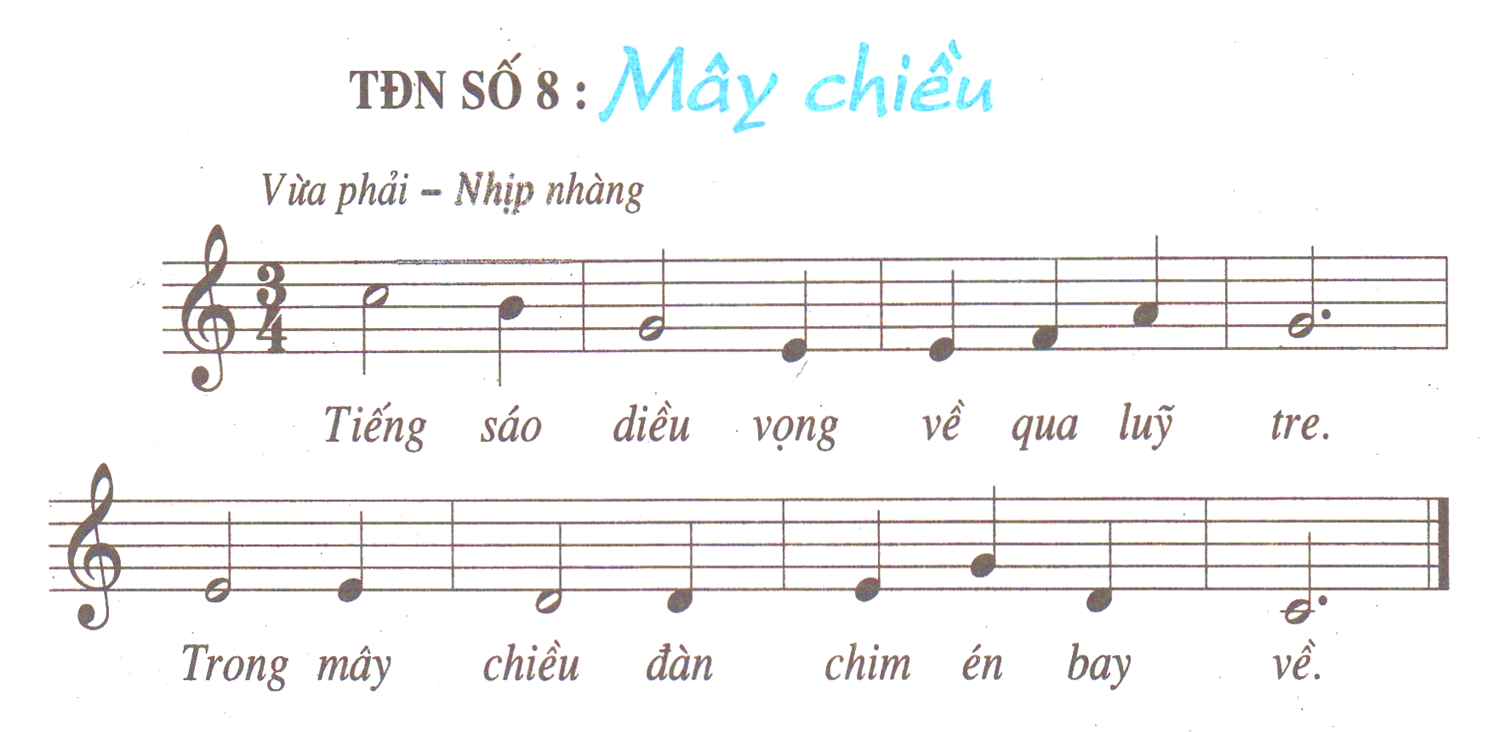 TĐN SỐ 8 : Mây chiều
Vừa phải – Nhịp nhàng
3
4
Tiếng sáo diều vọng về qua luỹ tre.
Trong mây chiều đàn chim én bay về.